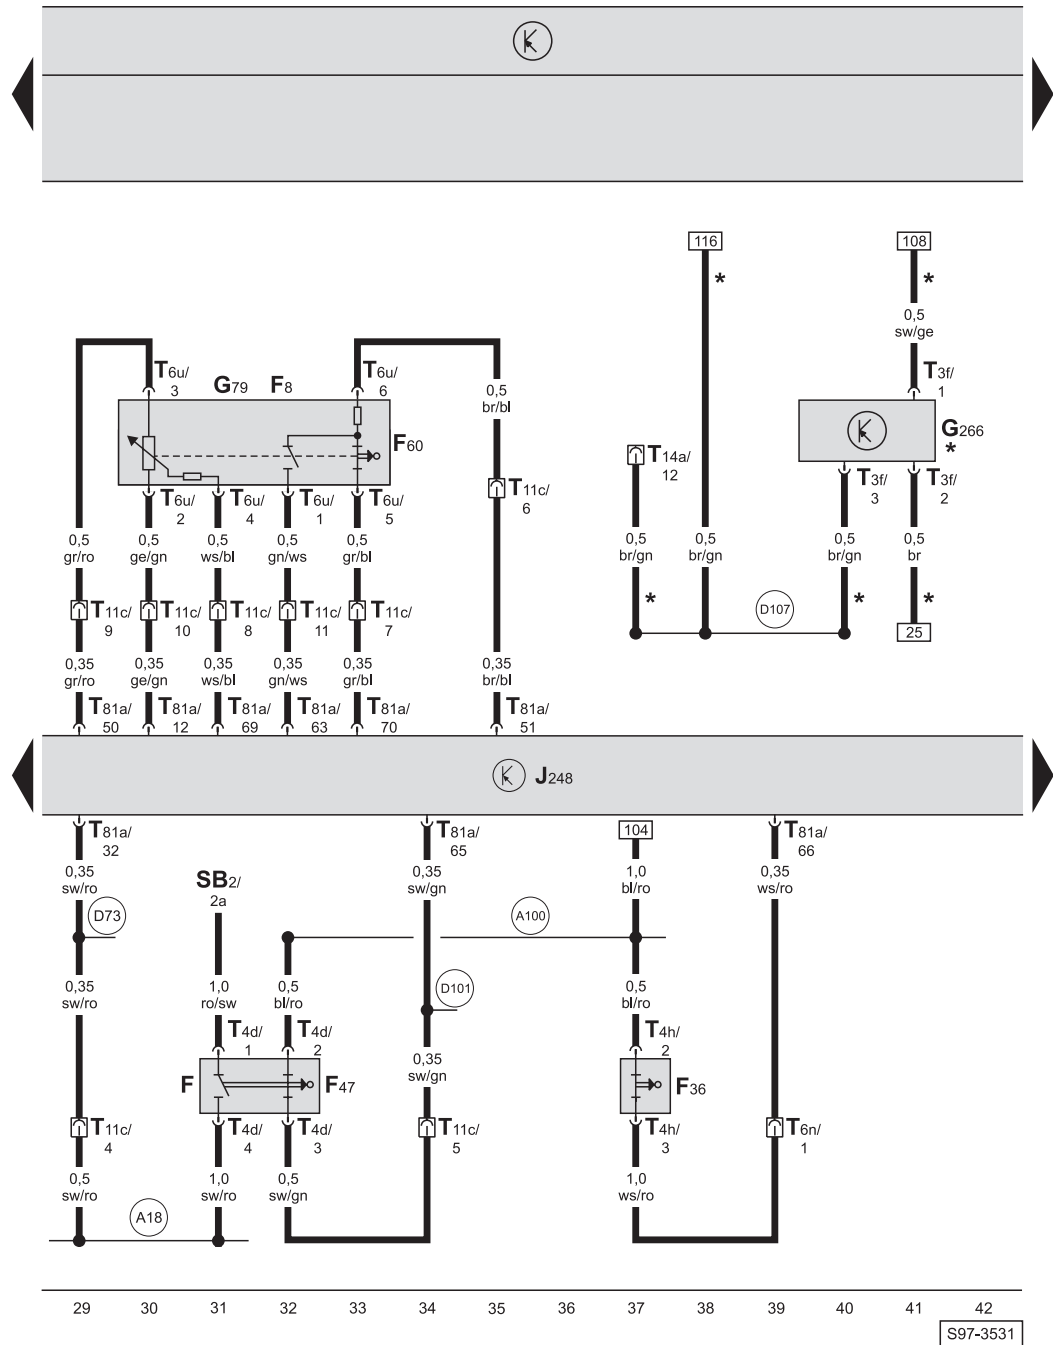 116 108
* *
0,5
sw/ge
T6u/ T6u/ T3f/
3 6 1
G79 F8
0,5
br/bl
F60
G266
*
T14a/
12
T11c/
6
T6u/ T6u/ T6u/ T6u/
2 4 1 5
T3f/ T3f/
3 2
0,5 0,5 0,5 0,5 0,5 0,5 0,5 0,5 0,5
gr/ro ge/gn ws/bl gn/ws gr/bl br/gn br/gn br/gn br
* * *
D107
T11c/ T11c/ T11c/ T11c/ T11c/
9 10 8 11 7
25
0,35 0,35 0,35 0,35 0,35 0,35
gr/ro ge/gn ws/bl gn/ws gr/bl br/bl
T81a/ T81a/ T81a/ T81a/ T81a/ T81a/
50 12 69 63 70 51
J248
T81a/ T81a/ 104 T81a/
32 65 66
0,35 0,35 1,0 0,35
sw/ro sw/gn bl/ro ws/ro
SB2/
2a
D73 A100
0,35 1,0 0,5 D101 0,5
sw/ro ro/sw bl/ro bl/ro
T4d/ T4d/ T4h/
1 2 2
0,35
sw/gn
F F47 F36
T11c/ T4d/ T4d/ T11c/ T4h/ T6n/
4 4 3 5 3 1
0,5 1,0 0,5 1,0
sw/ro sw/ro sw/gn ws/ro
A18
29 30 31 32 33 34 35 36 37 38 39 40 41 42
S97-3531